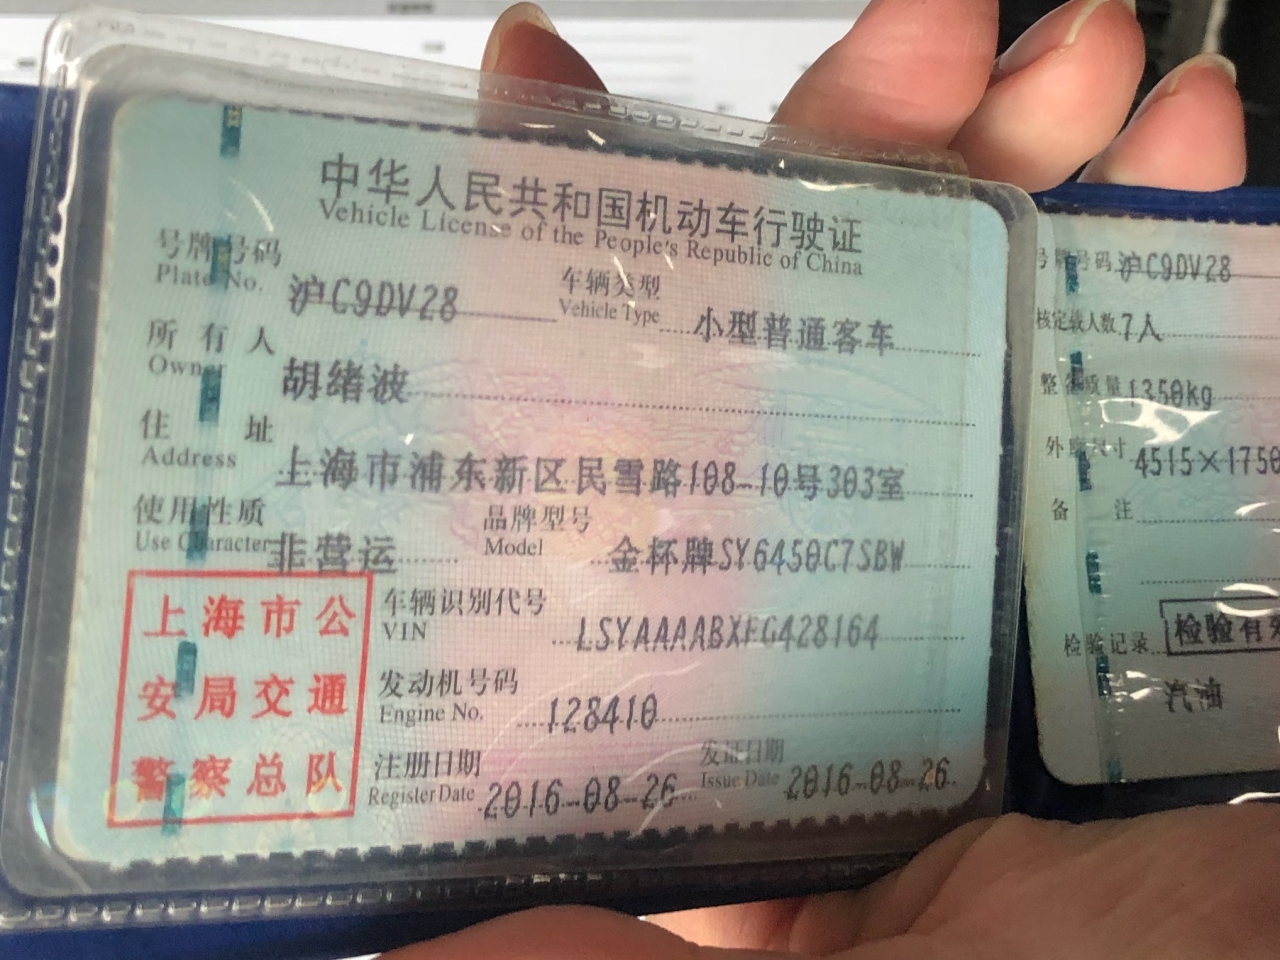 中华人民共和国机动车行驶证
Vehicle License of the People's Republic of China
号牌号码 沪C9DV28 车辆类型 小型普通客车
Plate No. Vehicle Type
所有人 胡绪波
Owner
住址 上海市浦东新区民雪路108-10号303室
Address
使用性质 非营运 品牌型号 金杯牌SY6450C7SBW
Use Character Model
上海市公
安局交通
警察总队
车辆识别代号 LSYAAAABXFG428164
VIN
发动机号码 128410
Engine No.
注册日期 2016-08-26 发证日期 2016-08-26
Register Date Issue Date
号牌号码 沪C9DV28
核定载人数 7人
整备质量 1350kg
外廓尺寸 4515×1750
备注
检验记录 检验有效
汽油